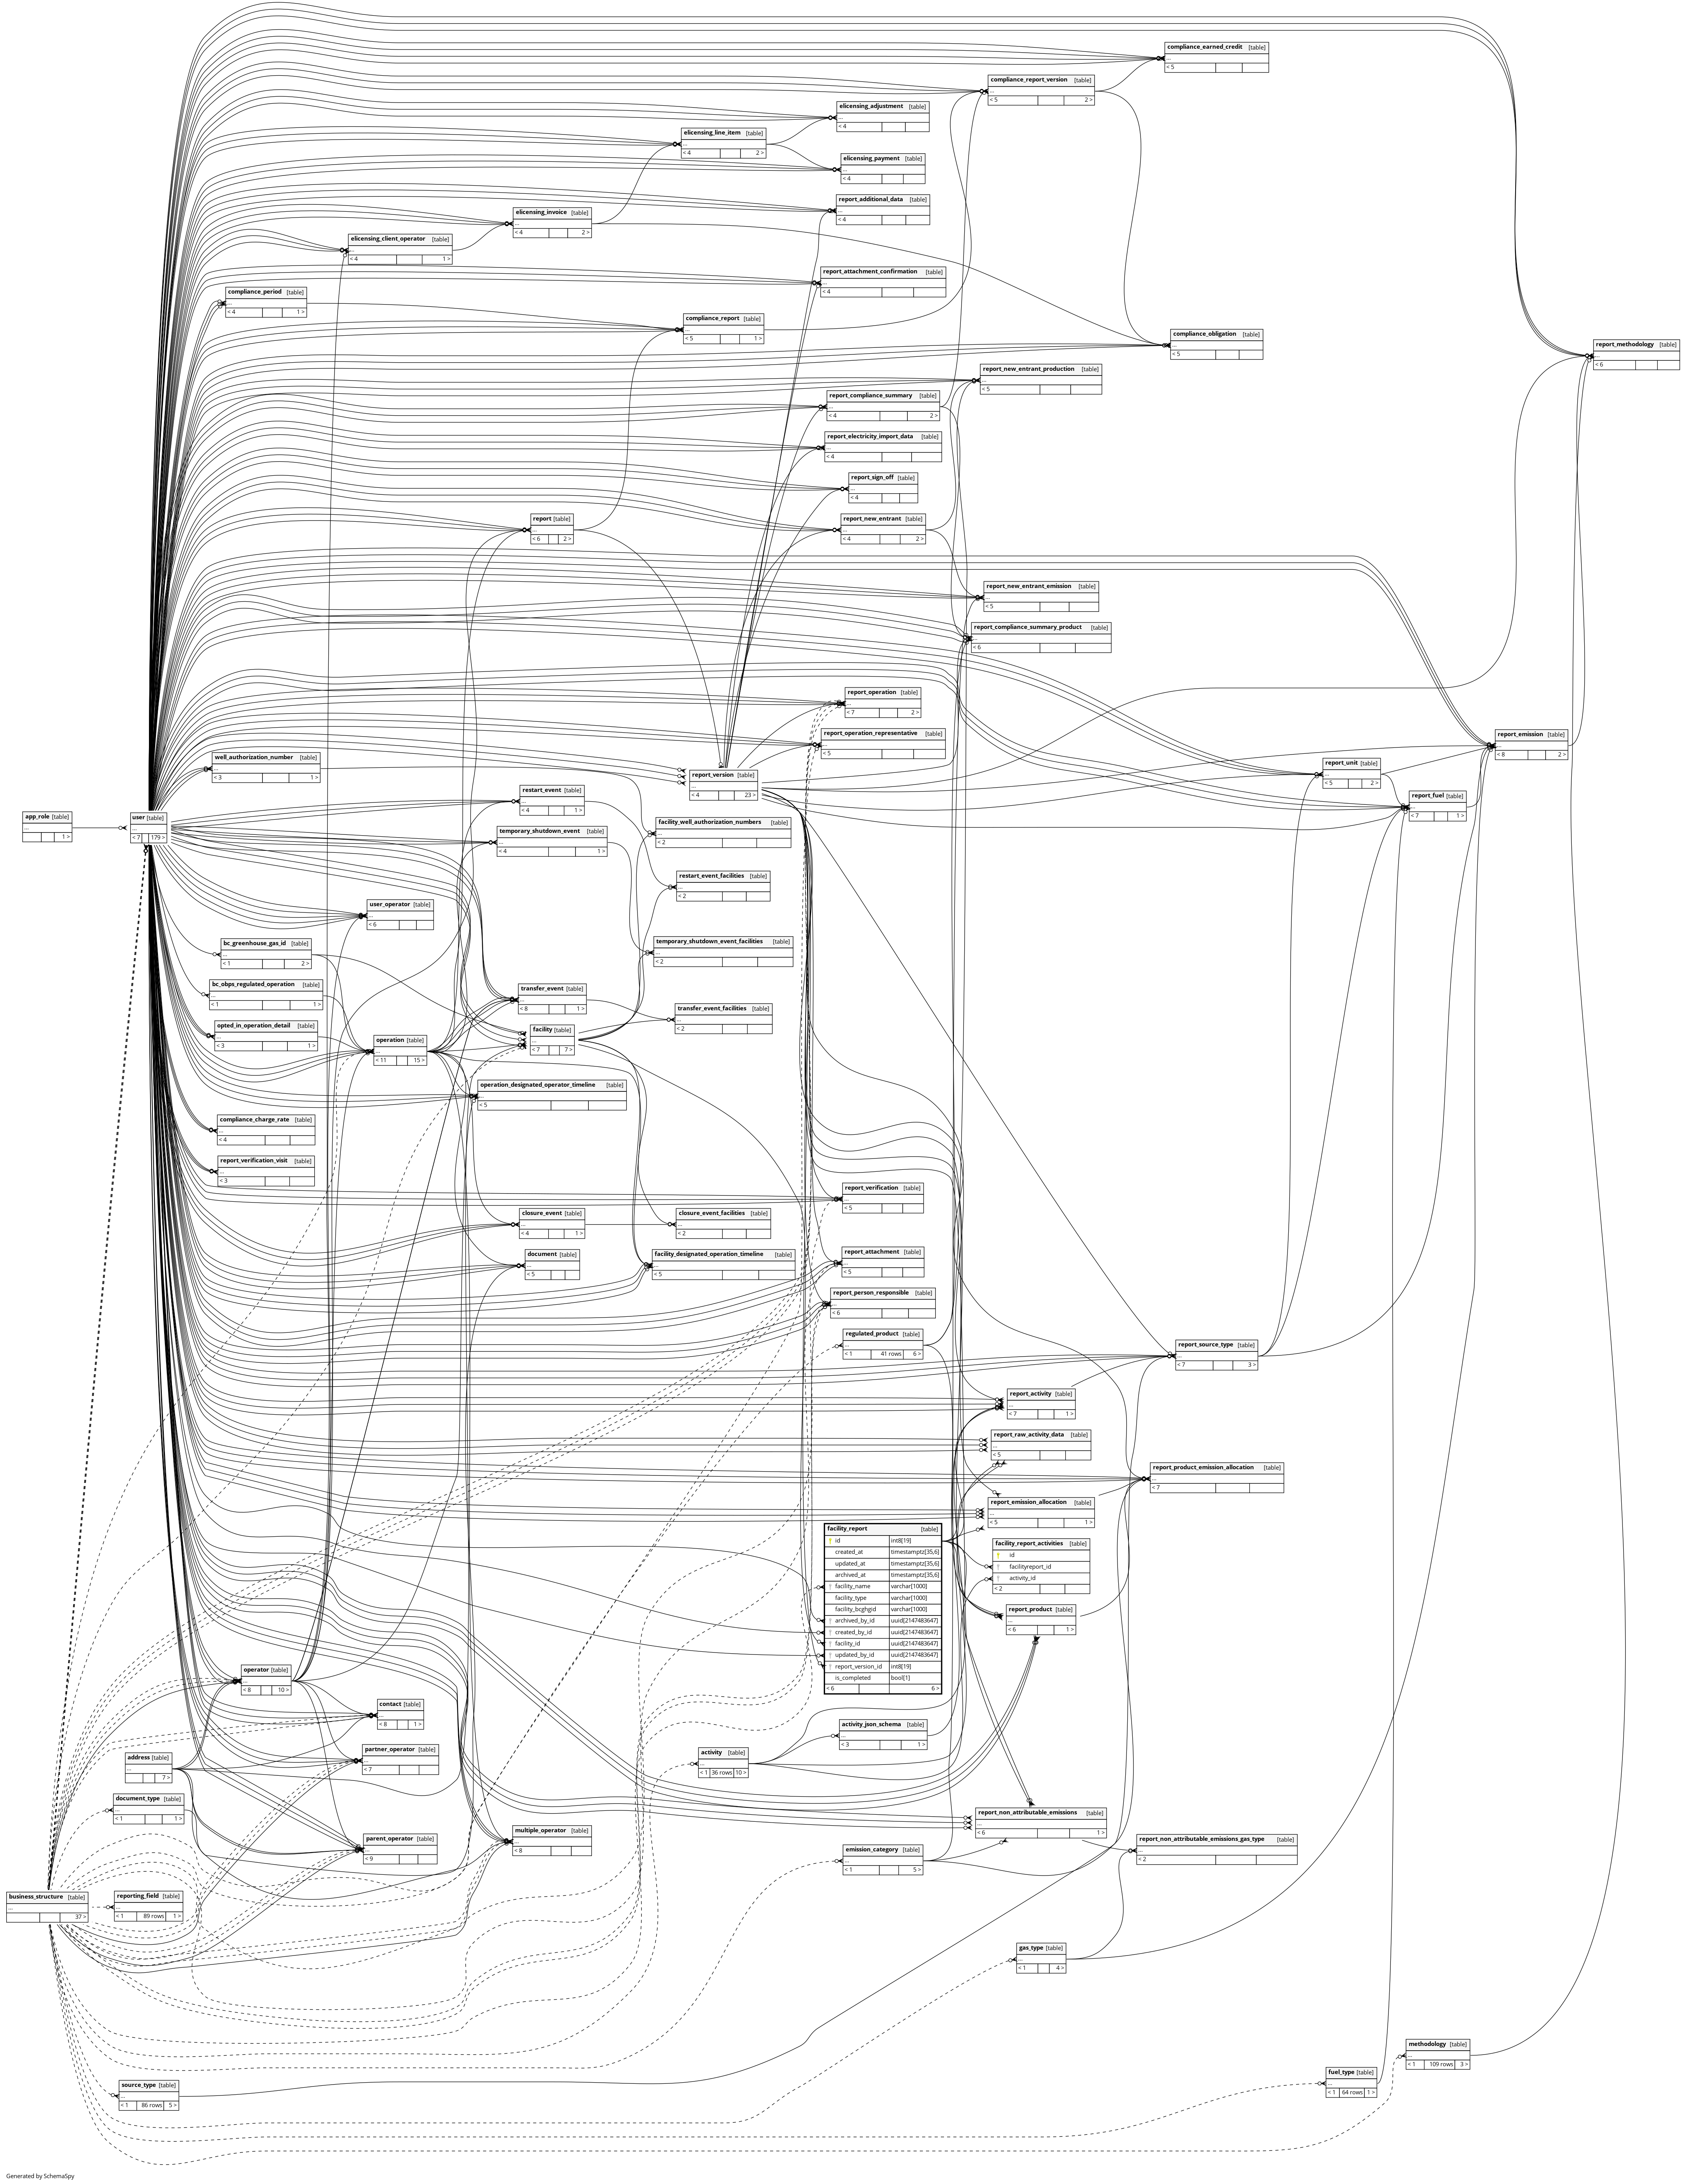 compliance_earned_credit [table]
...
< 5
compliance_report_version [table]
...
< 5 2 >
elicensing_adjustment [table]
...
< 4
elicensing_line_item [table]
...
< 4 2 >
elicensing_payment [table]
...
< 4
report_additional_data [table]
...
< 4
elicensing_invoice [table]
...
< 4 2 >
elicensing_client_operator [table]
...
< 4 1 >
report_attachment_confirmation [table]
...
< 4
compliance_period [table]
...
< 4 1 >
compliance_report [table]
...
< 5 1 >
compliance_obligation [table]
...
< 5
report_methodology [table]
...
< 6
report_new_entrant_production [table]
...
< 5
report_compliance_summary [table]
...
< 4 2 >
report_electricity_import_data [table]
...
< 4
report_sign_off [table]
...
< 4
report [table]
...
< 6 2 >
report_new_entrant [table]
...
< 4 2 >
report_new_entrant_emission [table]
...
< 5
report_compliance_summary_product [table]
...
< 6
report_operation [table]
...
< 7 2 >
report_operation_representative [table]
...
< 5
report_emission [table]
...
< 8 2 >
well_authorization_number [table]
...
< 3 1 >
report_version [table]
...
< 4 23 >
report_unit [table]
...
< 5 2 >
restart_event [table]
...
< 4 1 >
report_fuel [table]
...
< 7 1 >
app_role [table]
...
1 >
user [table]
...
< 7 179 >
facility_well_authorization_numbers [table]
...
< 2
temporary_shutdown_event [table]
...
< 4 1 >
restart_event_facilities [table]
...
< 2
user_operator [table]
...
< 6
bc_greenhouse_gas_id [table]
...
< 1 2 >
temporary_shutdown_event_facilities [table]
...
< 2
bc_obps_regulated_operation [table]
...
< 1 1 >
transfer_event [table]
...
< 8 1 >
transfer_event_facilities [table]
...
< 2
opted_in_operation_detail [table]
...
< 3 1 >
facility [table]
...
< 7 7 >
operation [table]
...
< 11 15 >
operation_designated_operator_timeline [table]
...
< 5
compliance_charge_rate [table]
...
< 4
report_verification_visit [table]
...
< 3
report_verification [table]
...
< 5
closure_event [table]
...
< 4 1 >
closure_event_facilities [table]
...
< 2
document [table]
...
< 5
facility_designated_operation_timeline [table]
...
< 5
report_attachment [table]
...
< 5
report_person_responsible [table]
...
< 6
regulated_product [table]
...
< 1 41 rows 6 >
report_source_type [table]
...
< 7 3 >
report_activity [table]
...
< 7 1 >
report_raw_activity_data [table]
...
< 5
report_product_emission_allocation [table]
...
< 7
report_emission_allocation [table]
...
< 5 1 >
facility_report [table]
id int8[19]
created_at timestamptz[35,6]
updated_at timestamptz[35,6]
archived_at timestamptz[35,6]
facility_name varchar[1000]
facility_type varchar[1000]
facility_bcghgid varchar[1000]
archived_by_id uuid[2147483647]
created_by_id uuid[2147483647]
facility_id uuid[2147483647]
updated_by_id uuid[2147483647]
report_version_id int8[19]
is_completed bool[1]
< 6 6 >
facility_report_activities [table]
id
facilityreport_id
activity_id
< 2
report_product [table]
...
< 6 1 >
operator [table]
...
< 8 10 >
contact [table]
...
< 8 1 >
activity_json_schema [table]
...
< 3 1 >
partner_operator [table]
...
< 7
activity [table]
...
< 1 36 rows 10 >
address [table]
...
7 >
document_type [table]
...
< 1 1 >
report_non_attributable_emissions [table]
...
< 6 1 >
multiple_operator [table]
...
< 8
parent_operator [table]
...
< 9
report_non_attributable_emissions_gas_type [table]
...
< 2
emission_category [table]
...
< 1 5 >
business_structure [table]
...
37 >
reporting_field [table]
...
< 1 89 rows 1 >
gas_type [table]
...
< 1 4 >
methodology [table]
...
< 1 109 rows 3 >
fuel_type [table]
...
< 1 64 rows 1 >
source_type [table]
...
< 1 86 rows 5 >
Generated by SchemaSpy